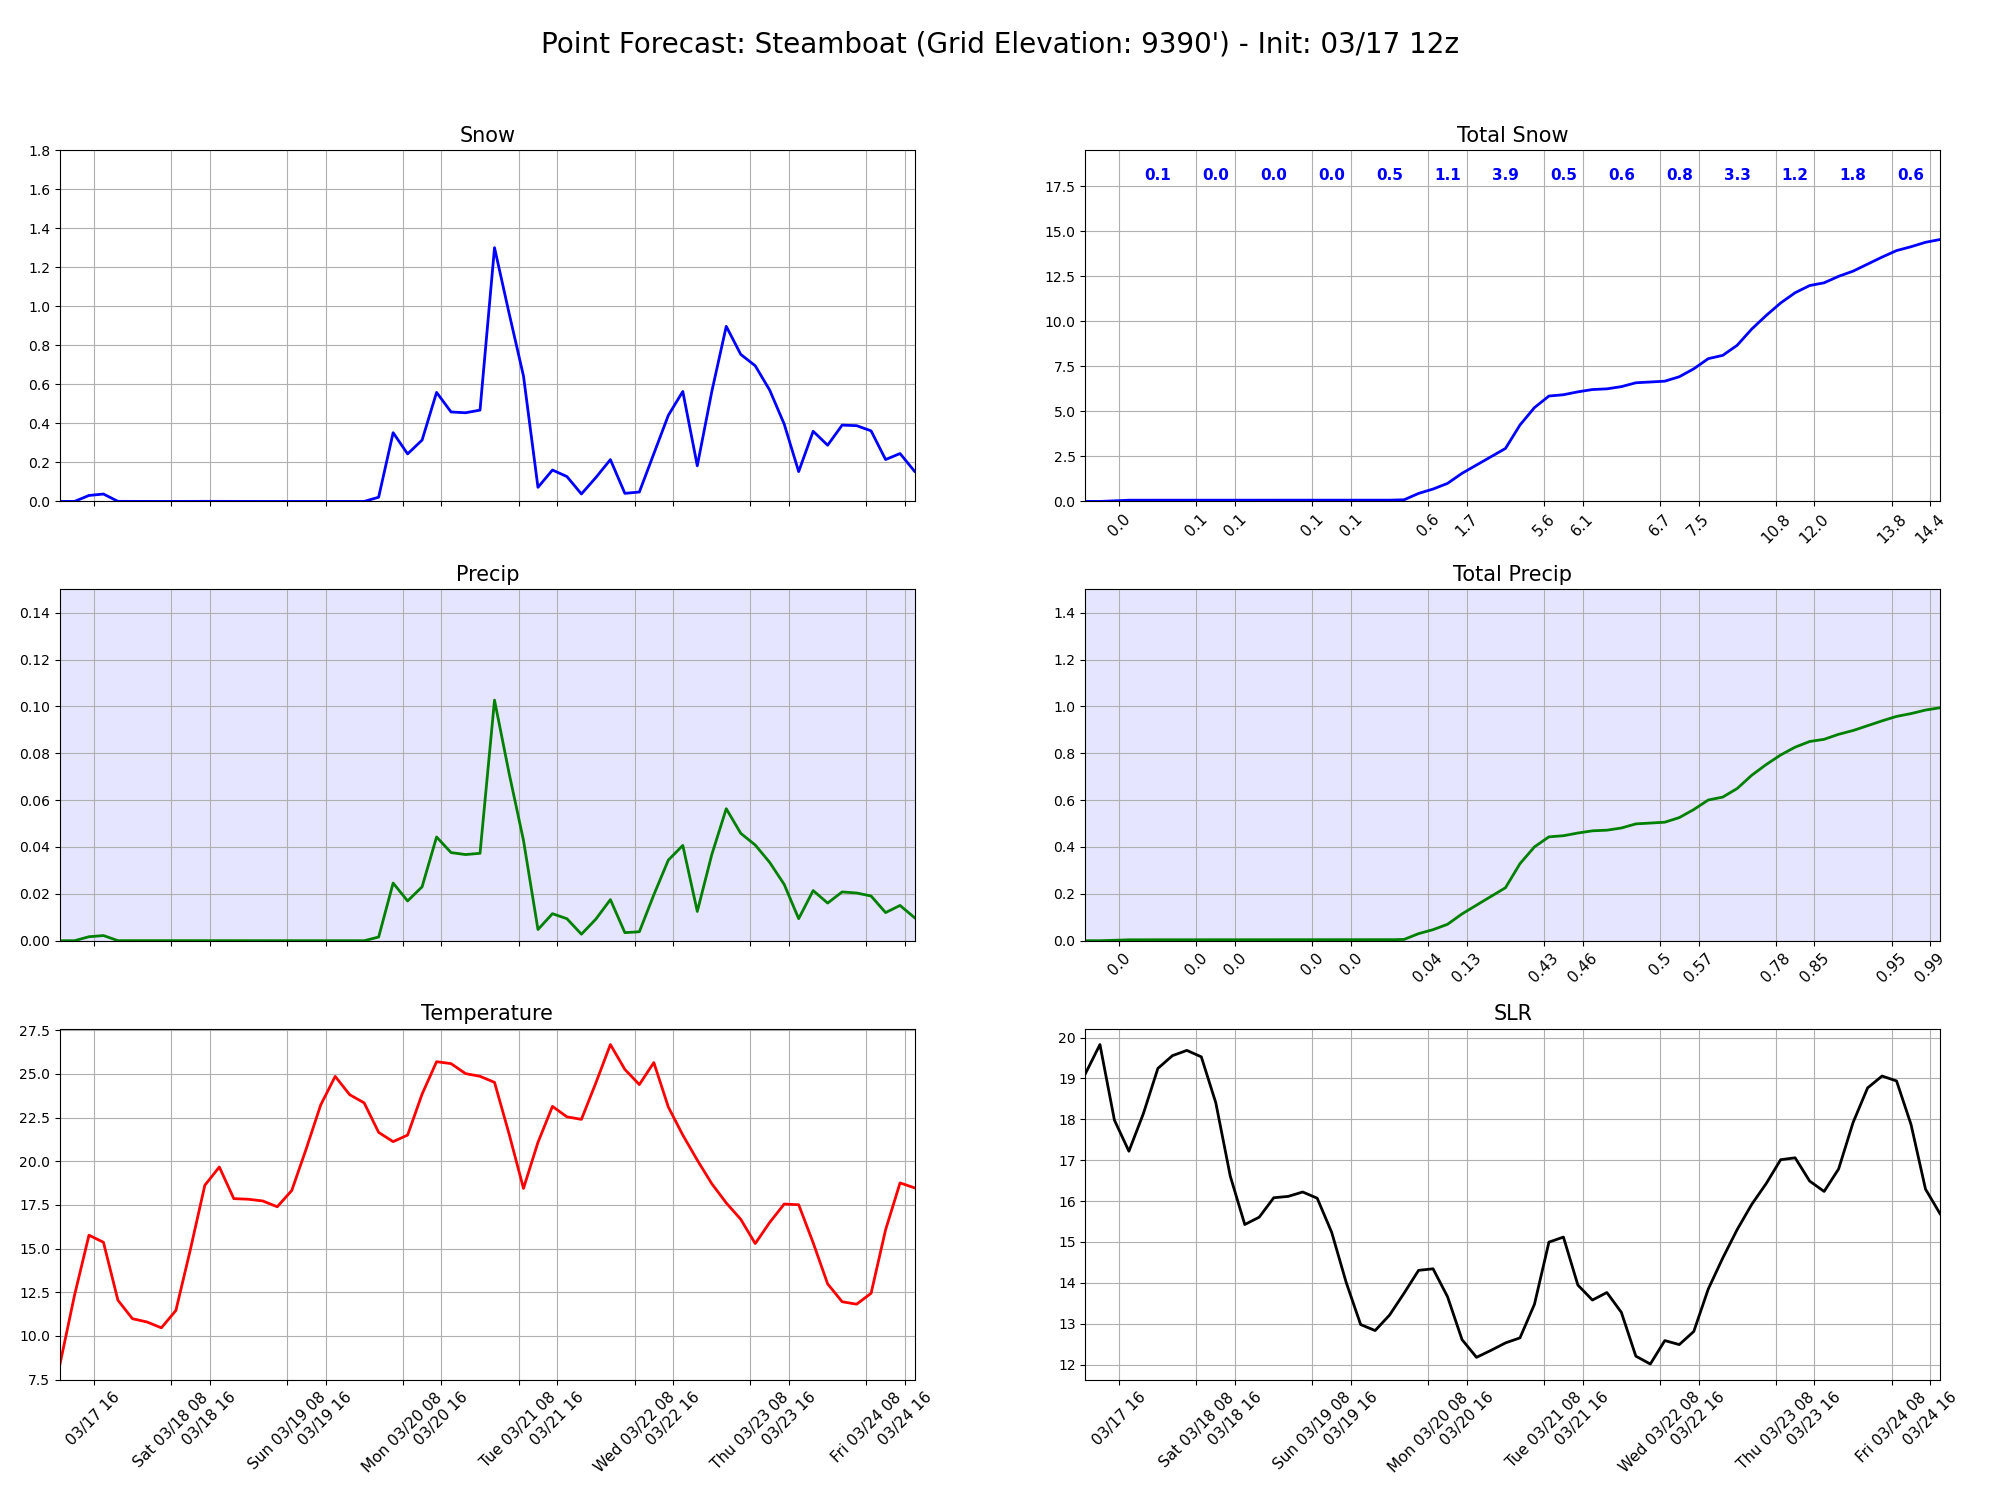 Point Forecast: Steamboat (Grid Elevation: 9390') - Init: 03/17 12z
Snow
1.8
1.6
1.4
1.2
1.0
0.8
0.6
0.4
0.2
0.0
Total Snow
0.1 0.0 0.0 0.0 0.5 1.1 3.9 0.5 0.6 0.8 3.3 1.2 1.8 0.6
17.5
15.0
12.5
10.0
7.5
5.0
2.5
0.0
0.0 0.1 0.1 0.1 0.1 0.6 1.7 5.6 6.1 6.7 7.5 10.8 12.0 13.8 14.4
Precip
0.14
0.12
0.10
0.08
0.06
0.04
0.02
0.00
Total Precip
1.4
1.2
1.0
0.8
0.6
0.4
0.2
0.0
0.0 0.0 0.0 0.0 0.0 0.04 0.13 0.43 0.46 0.5 0.57 0.78 0.85 0.95 0.99
Temperature
27.5
25.0
22.5
20.0
17.5
15.0
12.5
10.0
7.5
03/17 16
Sat 03/18 08
03/18 16
Sun 03/19 08
03/19 16
Mon 03/20 08
03/20 16
Tue 03/21 08
03/21 16
Wed 03/22 08
03/22 16
Thu 03/23 08
03/23 16
Fri 03/24 08
03/24 16
SLR
20
19
18
17
16
15
14
13
12
03/17 16
Sat 03/18 08
03/18 16
Sun 03/19 08
03/19 16
Mon 03/20 08
03/20 16
Tue 03/21 08
03/21 16
Wed 03/22 08
03/22 16
Thu 03/23 08
03/23 16
Fri 03/24 08
03/24 16